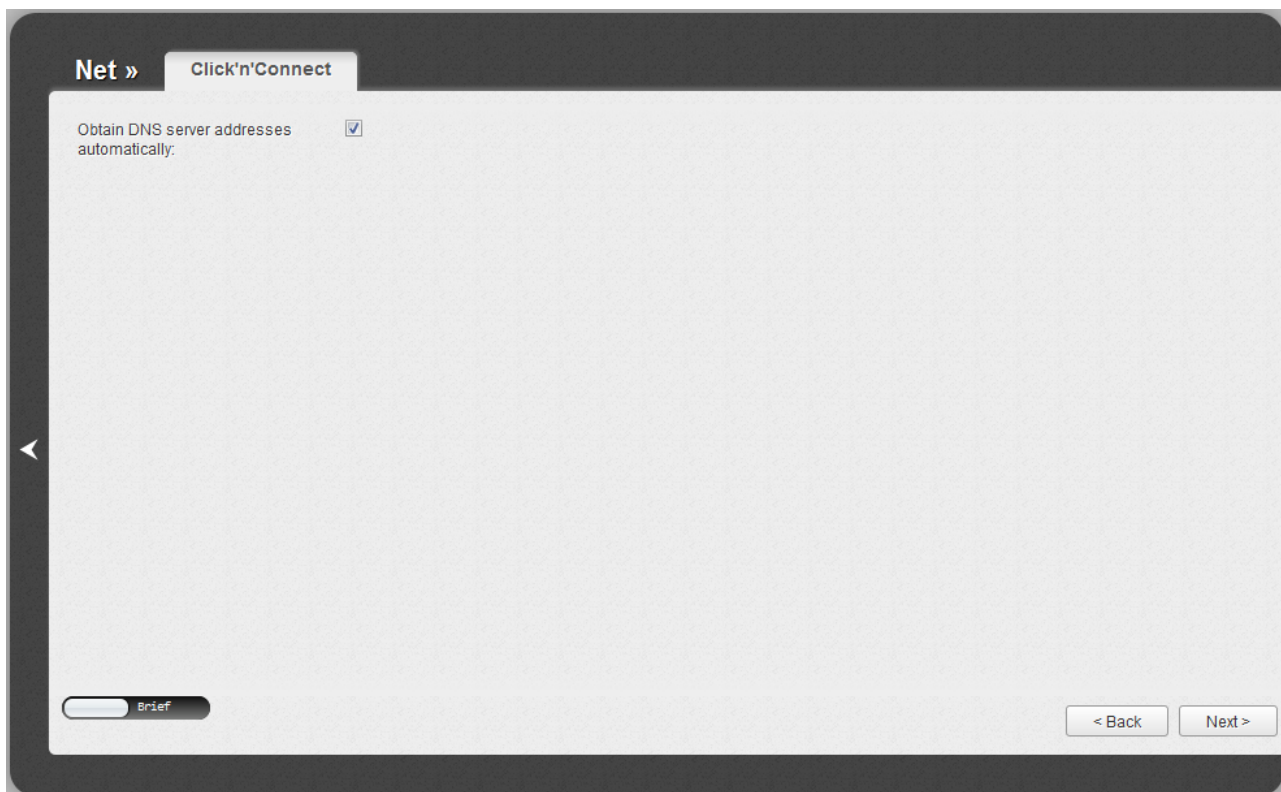 Net »
Click'n'Connect
Obtain DNS server addresses
automatically:
Brief
< Back
Next >